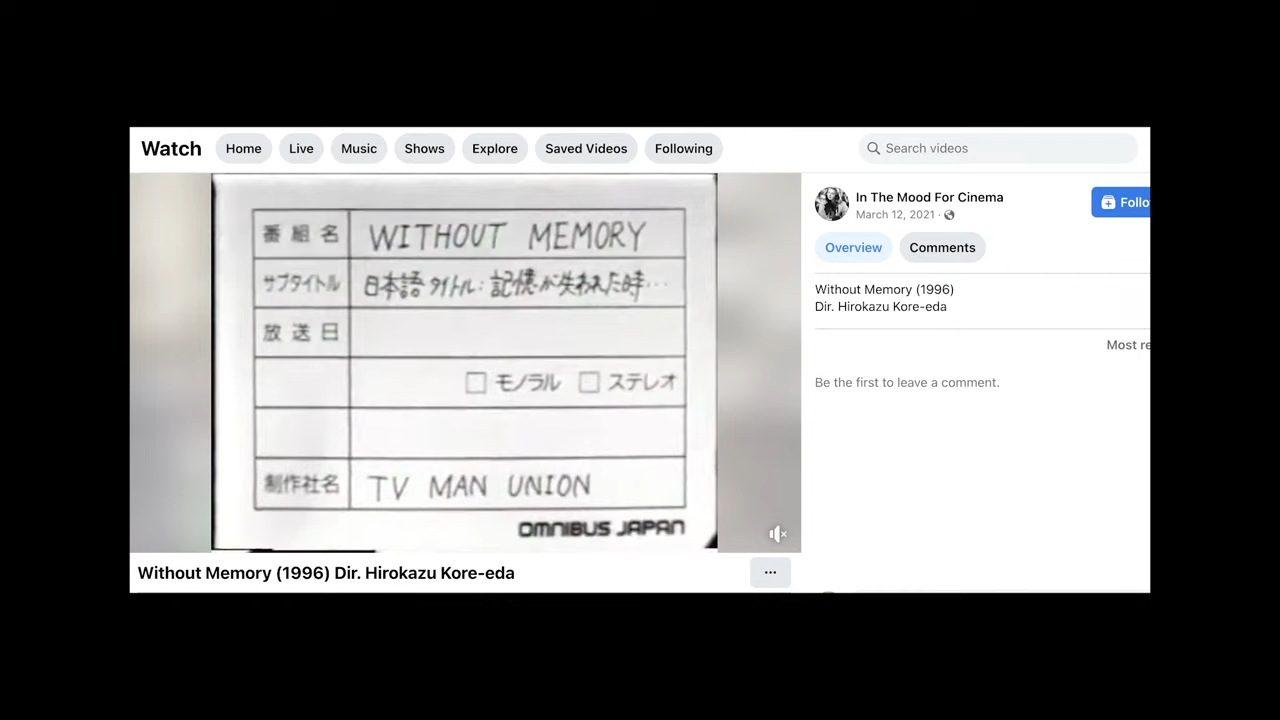 Watch
Home
Live
Music
Shows
Explore
Saved Videos
Following
Search videos
番組名 WITHOUT MEMORY
サブタイトル 日本語タイトル：記憶が失われた時…
放送日
モノラル ステレオ
制作社名 TV MAN UNION
OMNIBUS JAPAN
Without Memory (1996) Dir. Hirokazu Kore-eda
...
In The Mood For Cinema
March 12, 2021 ·
Follo
Overview
Comments
Without Memory (1996)
Dir. Hirokazu Kore-eda
Most re
Be the first to leave a comment.